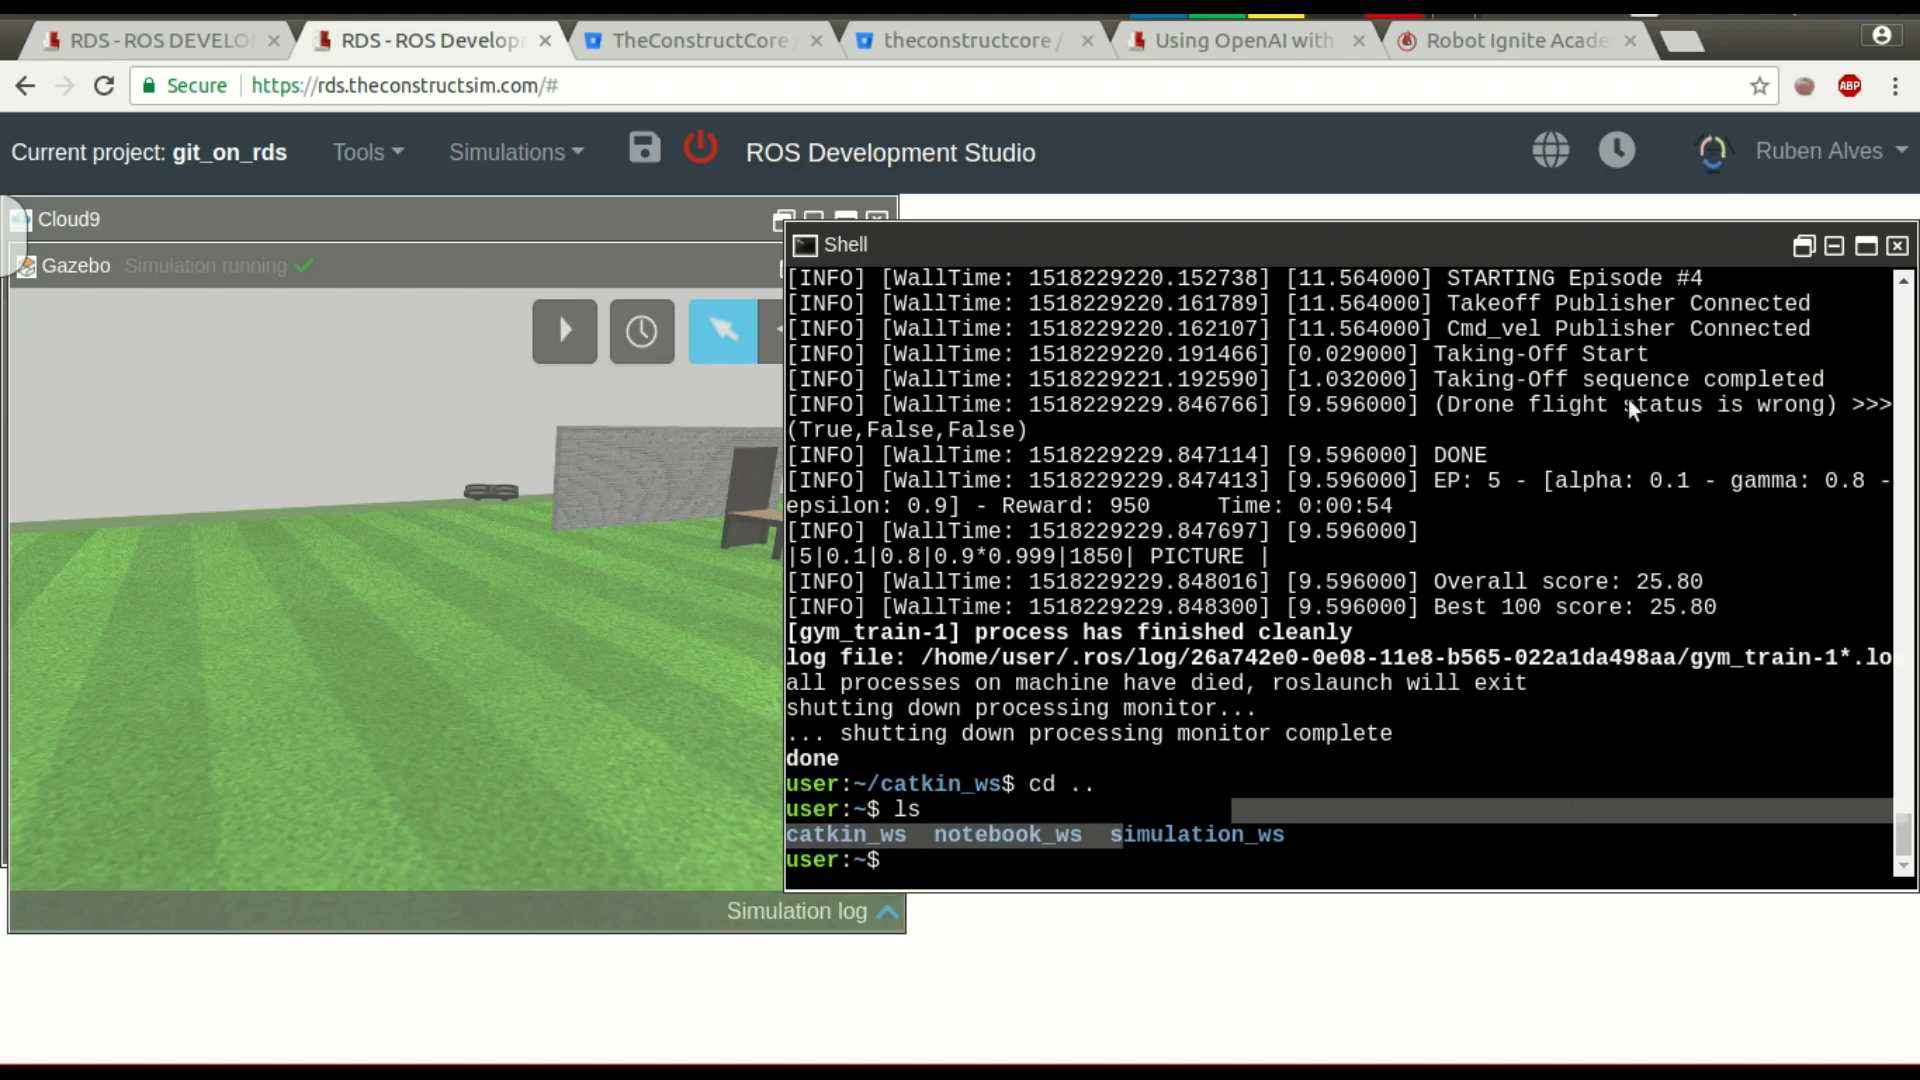 RDS - ROS DEVELO
RDS - ROS Develop
TheConstructCore
theconstructcore /
Using OpenAI with
Robot Ignite Acade
Secure
https://rds.theconstructsim.com/#
ABP
Current project: git_on_rds
Tools
Simulations
ROS Development Studio
Ruben Alves
Cloud9
Gazebo Simulation running
Shell
[INFO] [WallTime: 1518229220.152738] [11.564000] STARTING Episode #4
[INFO] [WallTime: 1518229220.161789] [11.564000] Takeoff Publisher Connected
[INFO] [WallTime: 1518229220.162107] [11.564000] Cmd_vel Publisher Connected
[INFO] [WallTime: 1518229220.191466] [0.029000] Taking-Off Start
[INFO] [WallTime: 1518229221.192590] [1.032000] Taking-Off sequence completed
[INFO] [WallTime: 1518229229.846766] [9.596000] (Drone flight status is wrong) >>>
(True,False,False)
[INFO] [WallTime: 1518229229.847114] [9.596000] DONE
[INFO] [WallTime: 1518229229.847413] [9.596000] EP: 5 - [alpha: 0.1 - gamma: 0.8 -
epsilon: 0.9] - Reward: 950     Time: 0:00:54
[INFO] [WallTime: 1518229229.847697] [9.596000]
|5|0.1|0.8|0.9*0.999|1850| PICTURE |
[INFO] [WallTime: 1518229229.848016] [9.596000] Overall score: 25.80
[INFO] [WallTime: 1518229229.848300] [9.596000] Best 100 score: 25.80
[gym_train-1] process has finished cleanly
log file: /home/user/.ros/log/26a742e0-0e08-11e8-b565-022a1da498aa/gym_train-1*.lo
all processes on machine have died, roslaunch will exit
shutting down processing monitor...
... shutting down processing monitor complete
done
user:~/catkin_ws$ cd ..
user:~$ ls
catkin_ws  notebook_ws  simulation_ws
user:~$
Simulation log